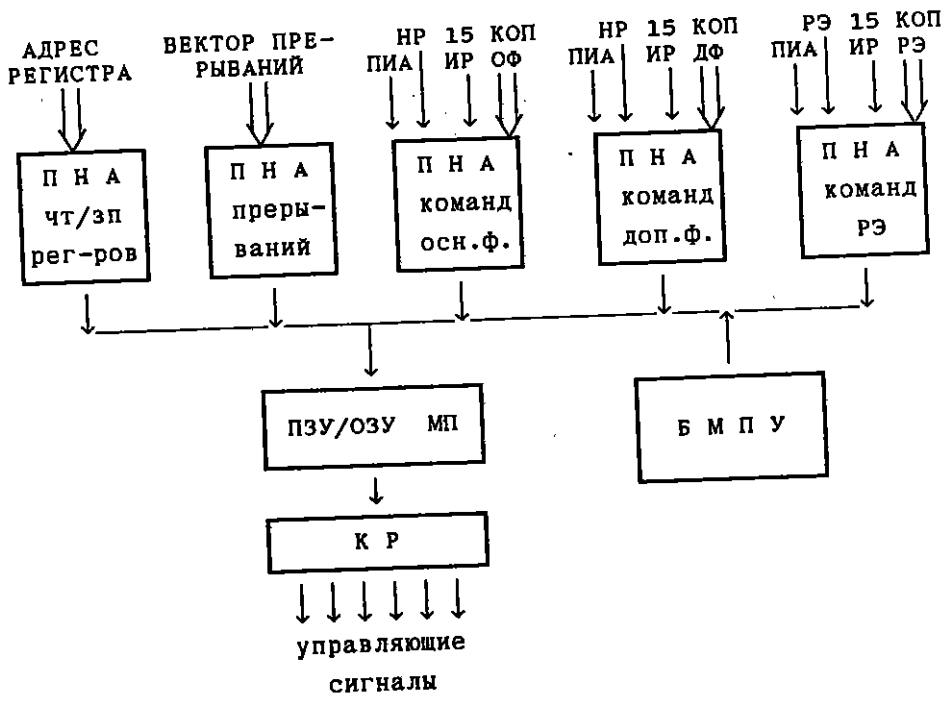 АДРЕС
РЕГИСТРА
ВЕКТОР ПРЕ-
РЫВАНИЙ
НР 15 КОП
ПИА ИР ОФ
НР 15 КОП
ПИА ИР ДФ
РЭ 15 КОП
ПИА ИР РЭ
П Н А
чт/зп
рег-ров
П Н А
преры-
ваний
П Н А
команд
осн.ф.
П Н А
команд
доп.ф.
П Н А
команд
РЭ
ПЗУ/ОЗУ МП
Б М П У
К Р
управляющие
сигналы